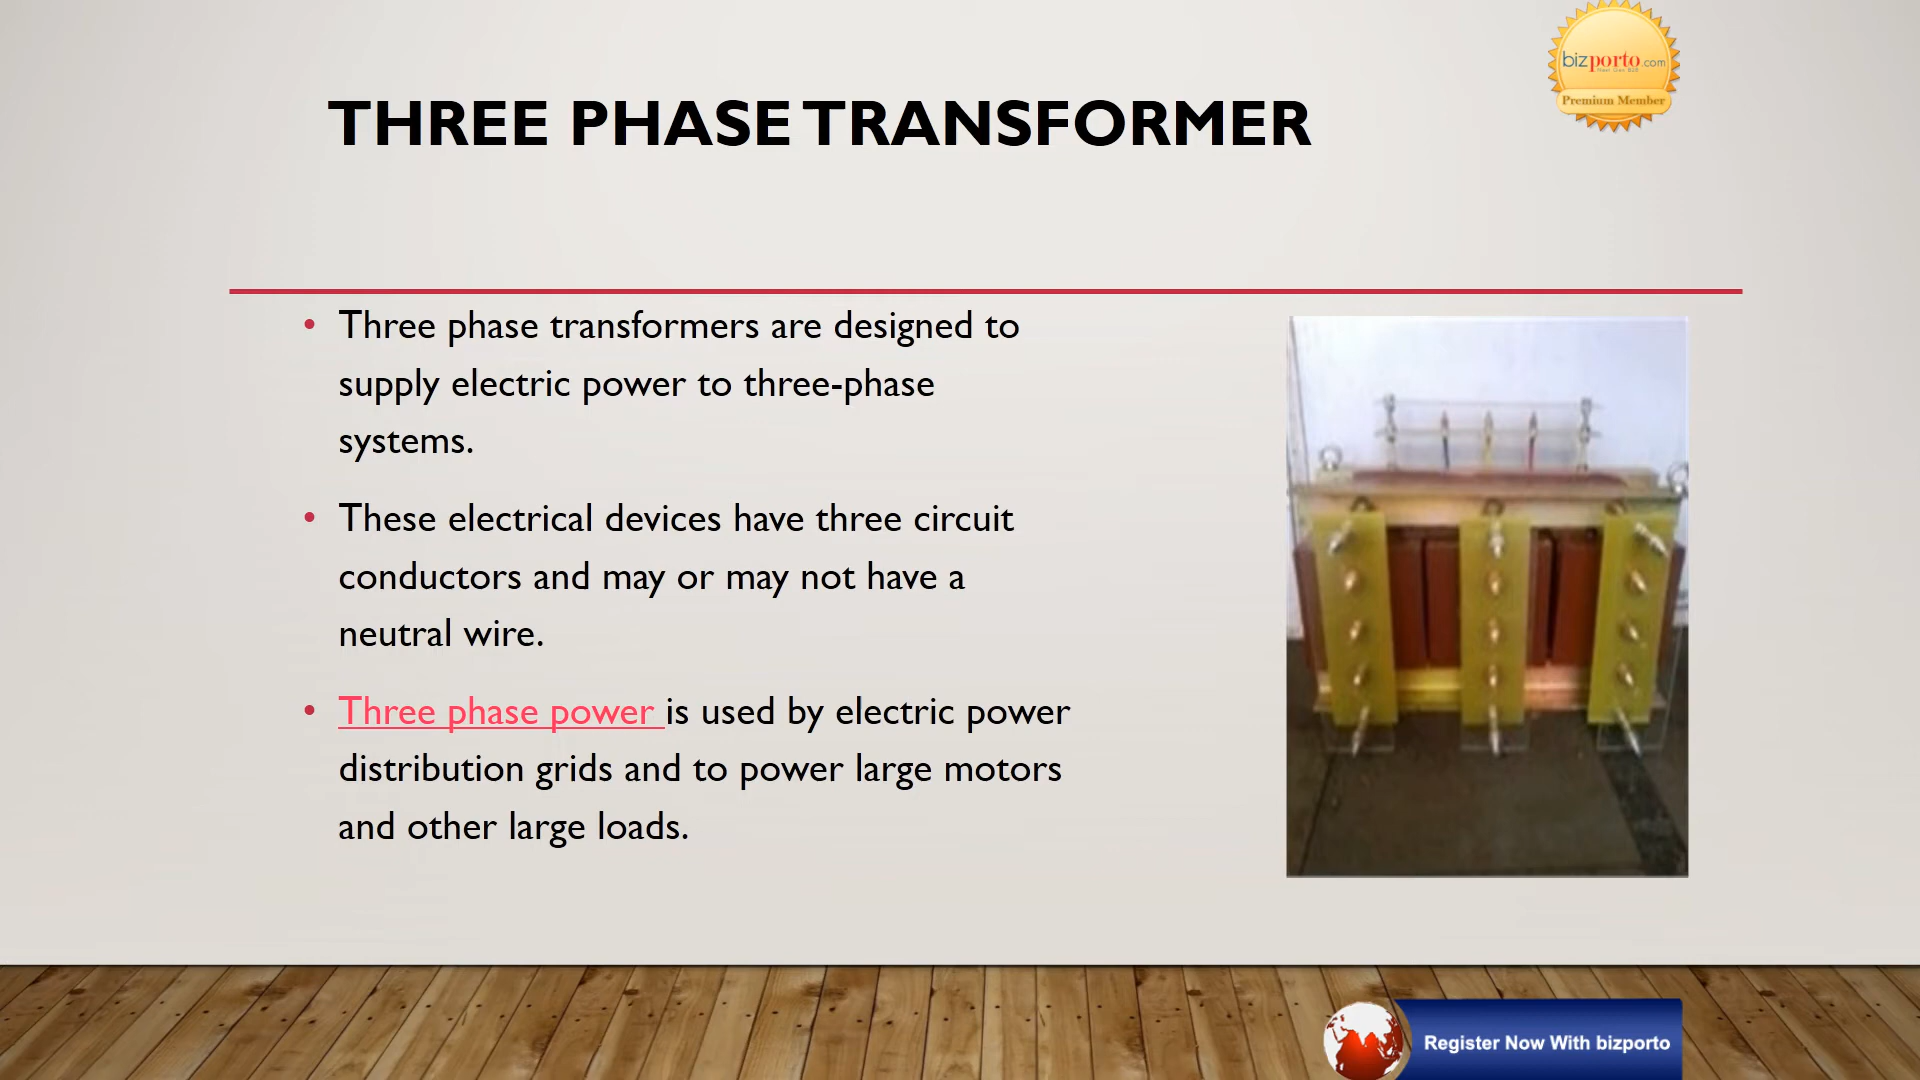 bizporto.com
Premium Member
THREE PHASE TRANSFORMER
• Three phase transformers are designed to
supply electric power to three-phase
systems.
• These electrical devices have three circuit
conductors and may or may not have a
neutral wire.
• Three phase power is used by electric power
distribution grids and to power large motors
and other large loads.
Register Now With bizporto